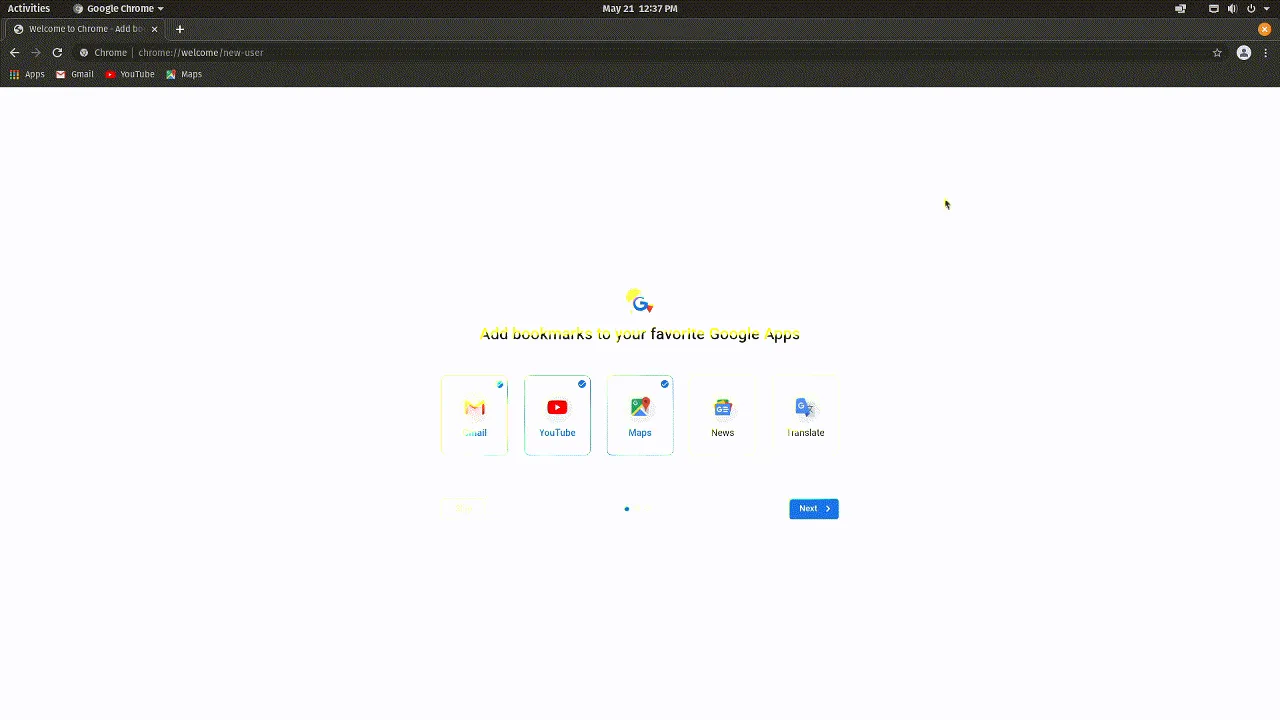 Activities Google Chrome May 21 12:37 PM
Welcome to Chrome - Add bo
Chrome chrome://welcome/new-user
Apps Gmail YouTube Maps
Add bookmarks to your favorite Google Apps
Gmail YouTube Maps News Translate
Next